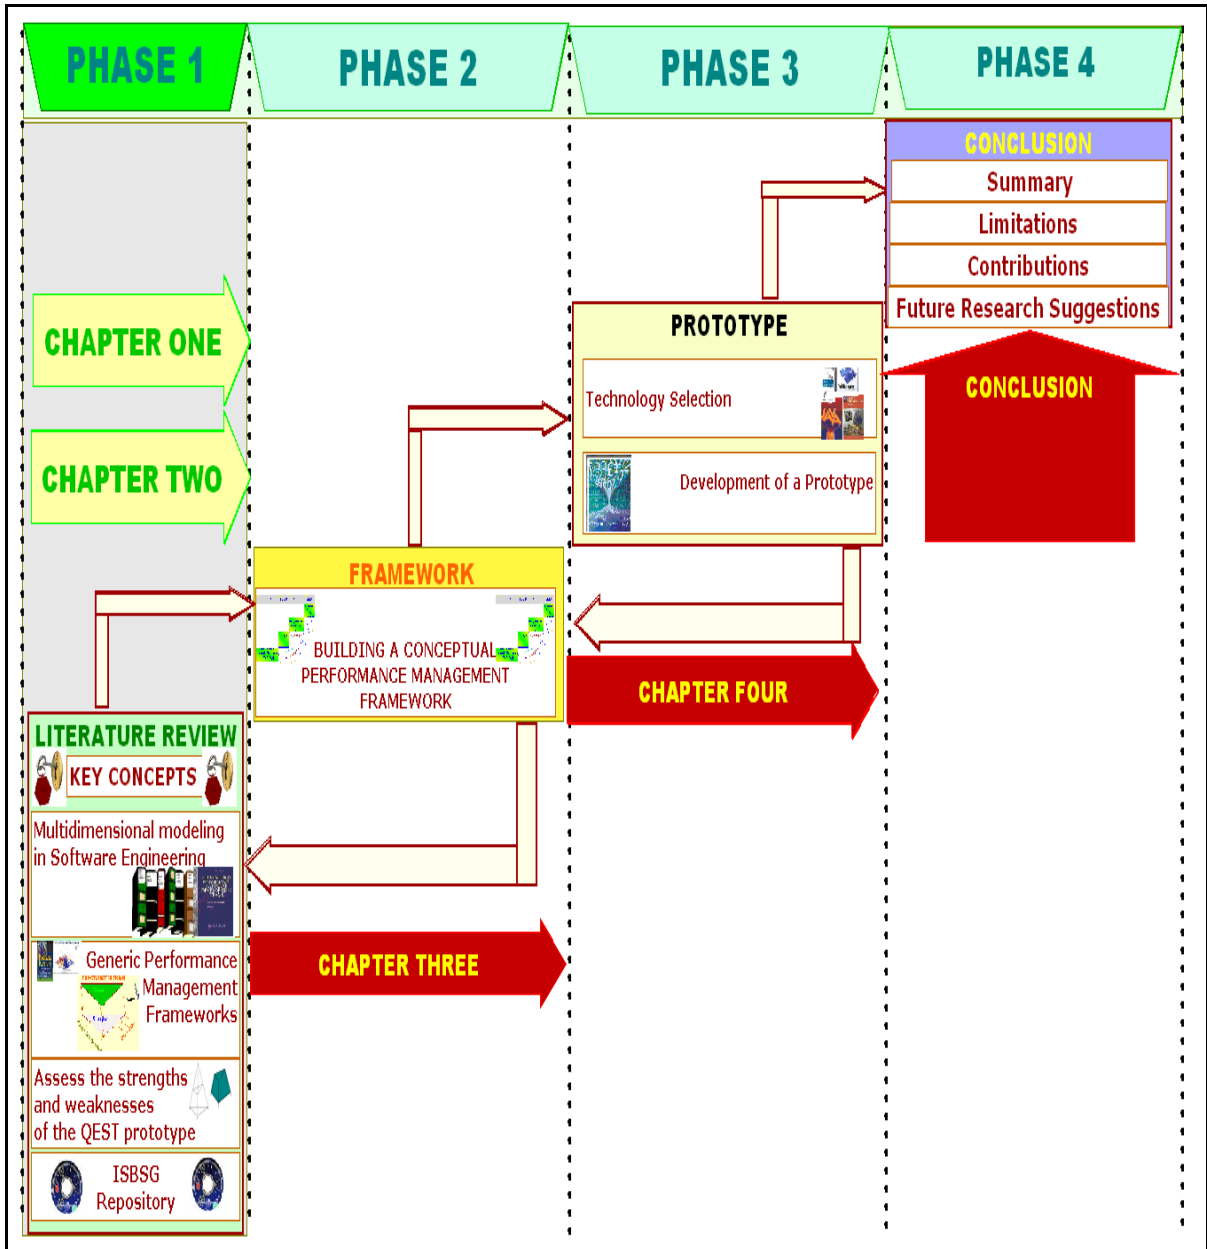 PHASE 1
PHASE 2
PHASE 3
PHASE 4
CONCLUSION
Summary
Limitations
Contributions
Future Research Suggestions
CHAPTER ONE
CHAPTER TWO
PROTOTYPE
Technology Selection
Development of a Prototype
CONCLUSION
FRAMEWORK
BUILDING A CONCEPTUAL
PERFORMANCE MANAGEMENT
FRAMEWORK
CHAPTER FOUR
LITERATURE REVIEW
KEY CONCEPTS
Multidimensional modeling
in Software Engineering
CHAPTER THREE
Generic Performance
Management
Frameworks
Assess the strengths
and weaknesses
of the QEST prototype
ISBSG
Repository